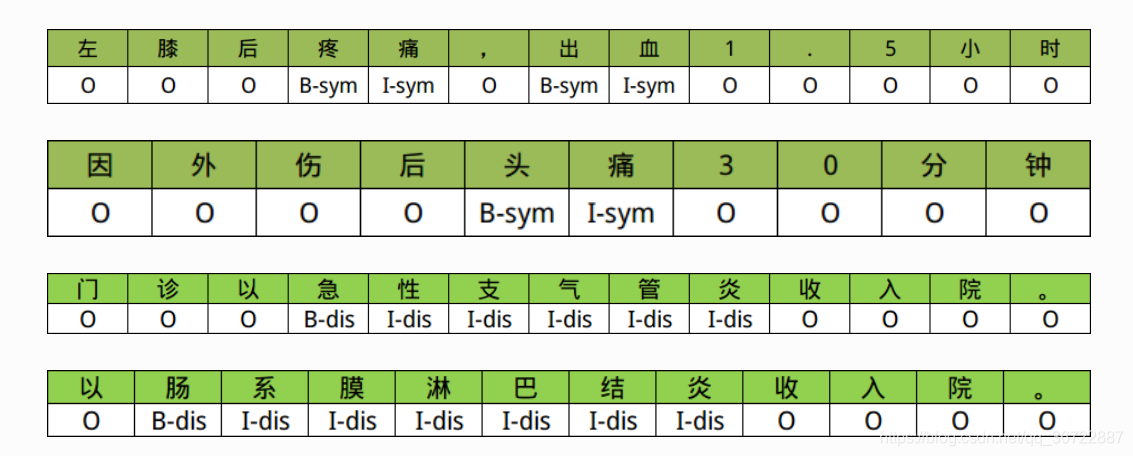 左 膝 后 疼 痛 ， 出 血 1 . 5 小 时
O O O B-sym I-sym O B-sym I-sym O O O O O
因 外 伤 后 头 痛 3 0 分 钟
O O O O B-sym I-sym O O O O
门 诊 以 急 性 支 气 管 炎 收 入 院 。
O O O B-dis I-dis I-dis I-dis I-dis I-dis O O O O
以 肠 系 膜 淋 巴 结 炎 收 入 院 。
O B-dis I-dis I-dis I-dis I-dis I-dis I-dis O O O O
https://blog.csdn.net/qq_30722887